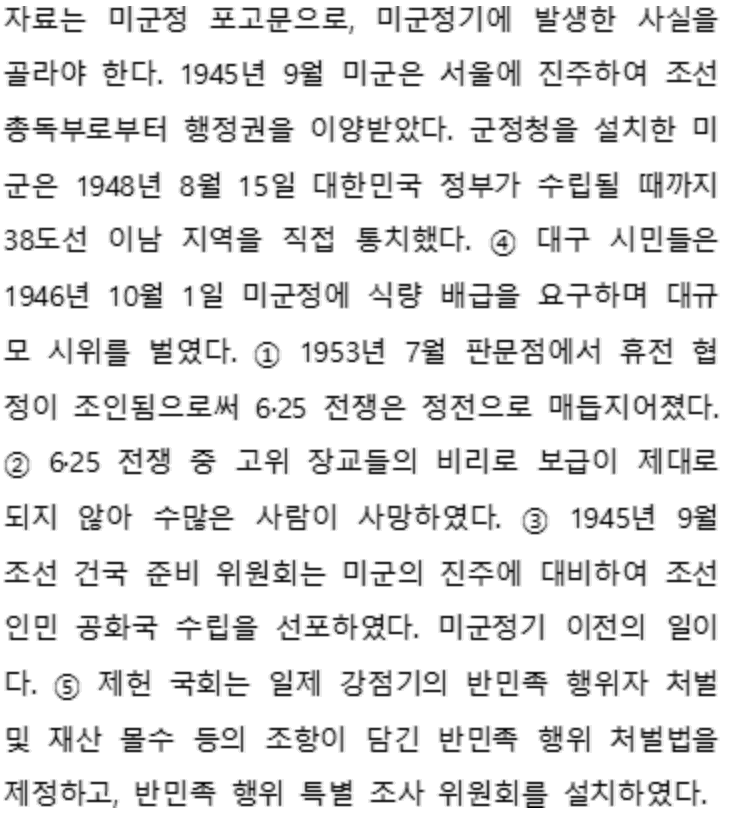 자료는 미군정 포고문으로, 미군정기에 발생한 사실을
골라야 한다. 1945년 9월 미군은 서울에 진주하여 조선
총독부로부터 행정권을 이양받았다. 군정청을 설치한 미
군은 1948년 8월 15일 대한민국 정부가 수립될 때까지
38도선 이남 지역을 직접 통치했다. ④ 대구 시민들은
1946년 10월 1일 미군정에 식량 배급을 요구하며 대규
모 시위를 벌였다. ① 1953년 7월 판문점에서 휴전 협
정이 조인됨으로써 6·25 전쟁은 정전으로 매듭지어졌다.
② 6·25 전쟁 중 고위 장교들의 비리로 보급이 제대로
되지 않아 수많은 사람이 사망하였다. ③ 1945년 9월
조선 건국 준비 위원회는 미군의 진주에 대비하여 조선
인민 공화국 수립을 선포하였다. 미군정기 이전의 일이
다. ⑤ 제헌 국회는 일제 강점기의 반민족 행위자 처벌
및 재산 몰수 등의 조항이 담긴 반민족 행위 처벌법을
제정하고, 반민족 행위 특별 조사 위원회를 설치하였다.